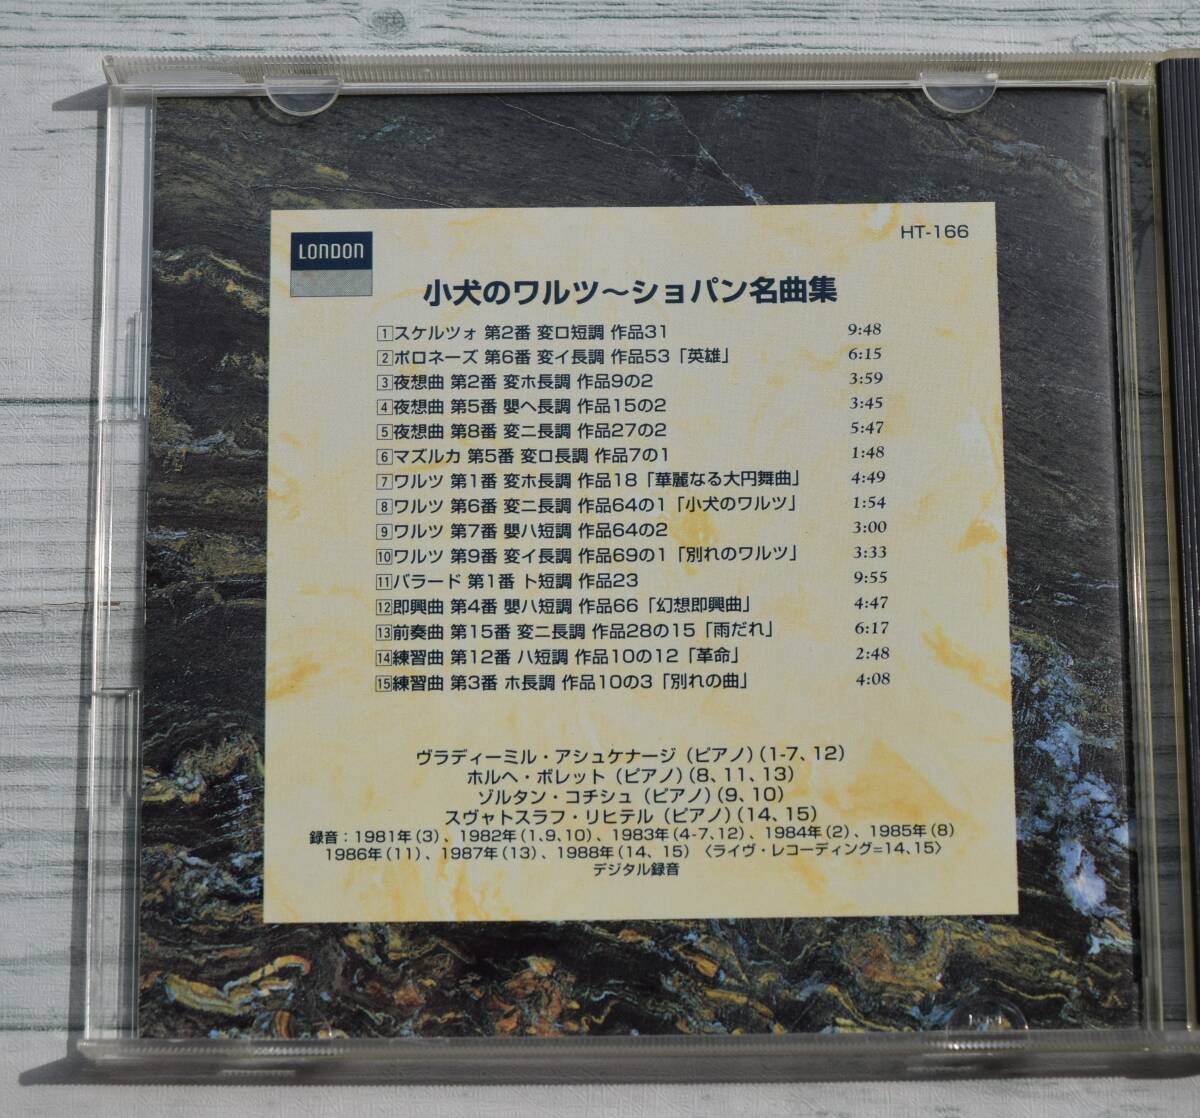 HT-166
LONDON
小犬のワルツ〜ショパン名曲集
1 スケルツォ 第2番 変ロ短調 作品31 9:48
2 ポロネーズ 第6番 変イ長調 作品53「英雄」 6:15
3 夜想曲 第2番 変ホ長調 作品9の2 3:59
4 夜想曲 第5番 嬰ヘ長調 作品15の2 3:45
5 夜想曲 第8番 変ニ長調 作品27の2 5:47
6 マズルカ 第5番 変ロ長調 作品7の1 1:48
7 ワルツ 第1番 変ホ長調 作品18「華麗なる大円舞曲」 4:49
8 ワルツ 第6番 変ニ長調 作品64の1「小犬のワルツ」 1:54
9 ワルツ 第7番 嬰ハ短調 作品64の2 3:00
10 ワルツ 第9番 変イ長調 作品69の1「別れのワルツ」 3:33
11 バラード 第1番 ト短調 作品23 9:55
12 即興曲 第4番 嬰ハ短調 作品66「幻想即興曲」 4:47
13 前奏曲 第15番 変ニ長調 作品28の15「雨だれ」 6:17
14 練習曲 第12番 ハ短調 作品10の12「革命」 2:48
15 練習曲 第3番 ホ長調 作品10の3「別れの曲」 4:08
ヴラディーミル・アシュケナージ（ピアノ）（1-7、12）
ホルヘ・ボレット（ピアノ）（8、11、13）
ゾルタン・コチシュ（ピアノ）（9、10）
スヴャトスラフ・リヒテル（ピアノ）（14、15）
録音：1981年（3）、1982年（1、9、10）、1983年（4-7、12）、1984年（2）、1985年（8）
1986年（11）、1987年（13）、1988年（14、15）〈ライヴ・レコーディング=14、15〉
デジタル録音